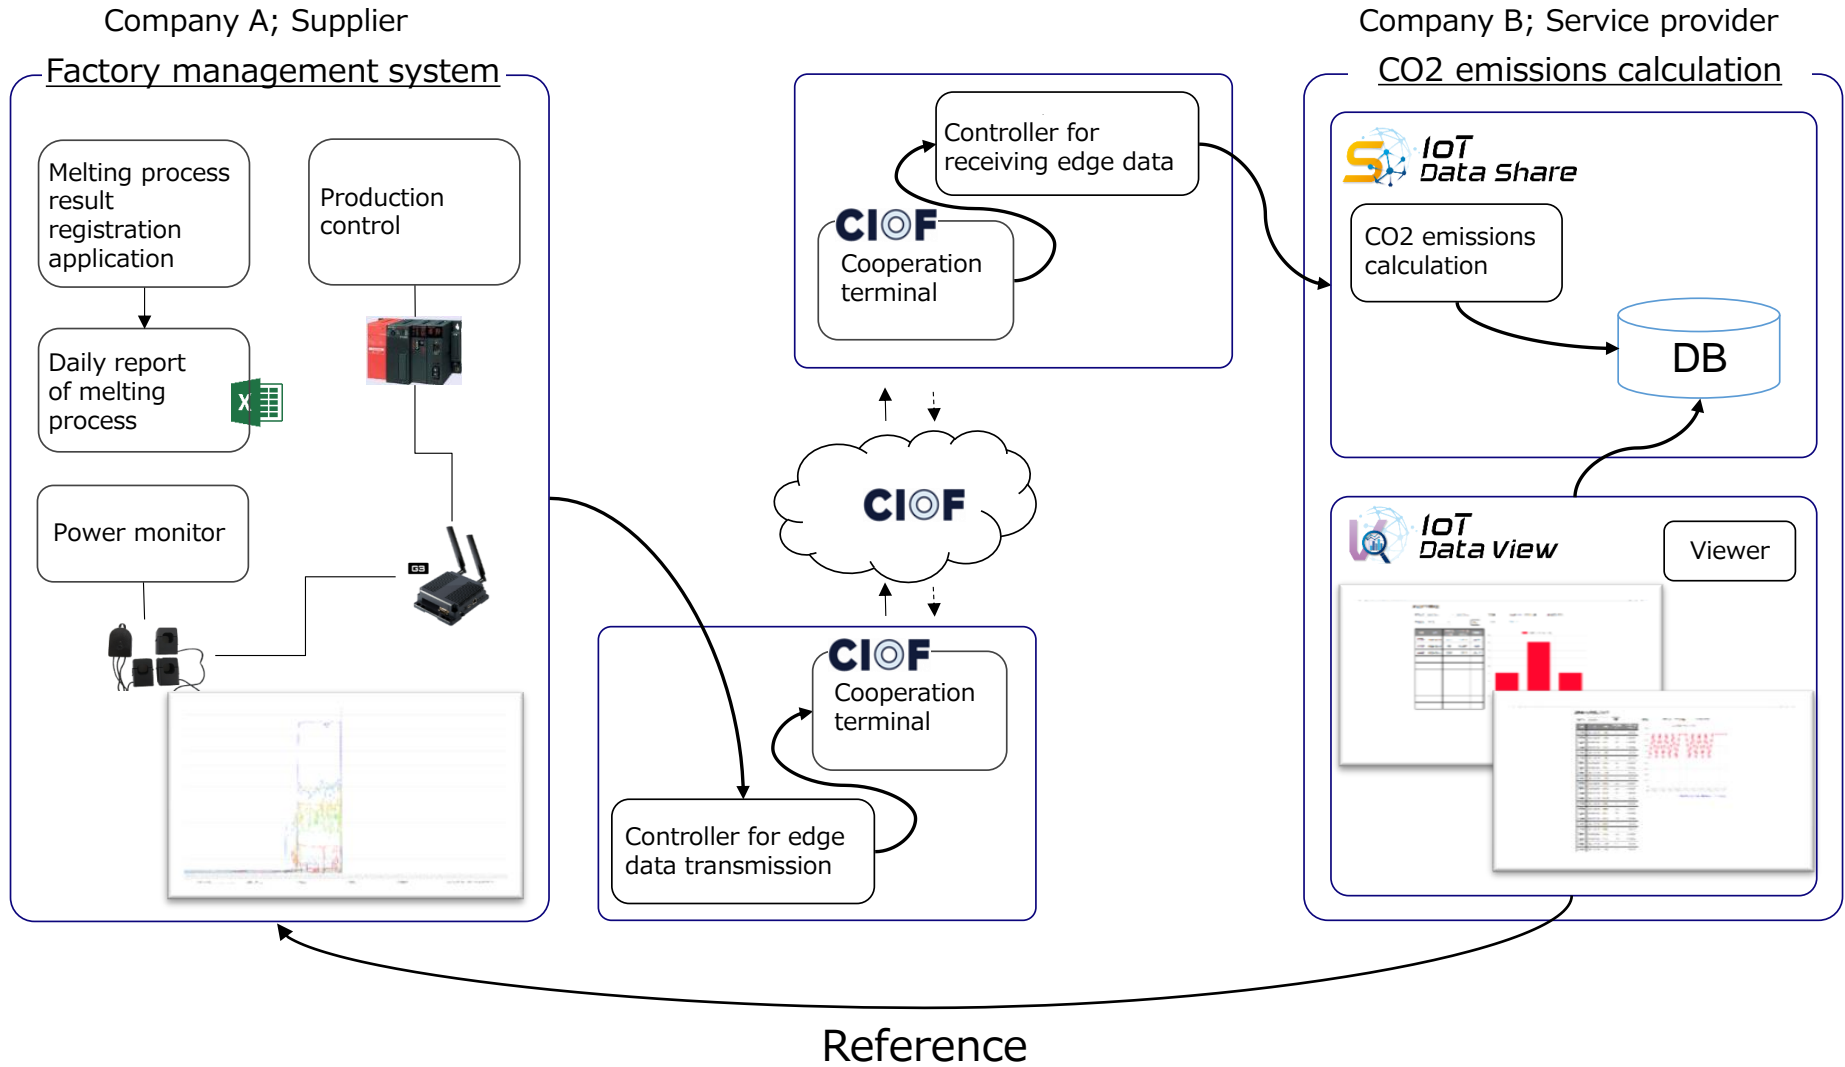 Company A; Supplier
Factory management system
Melting process
result
registration
application
Production
control
Daily report
of melting
process
X
Power monitor
G3
Controller for
receiving edge data
CIOF
Cooperation
terminal
CIOF
CIOF
Cooperation
terminal
Controller for edge
data transmission
Company B; Service provider
CO2 emissions calculation
S IoT
Data Share
CO2 emissions
calculation
DB
V IoT
Data View
Viewer
Reference